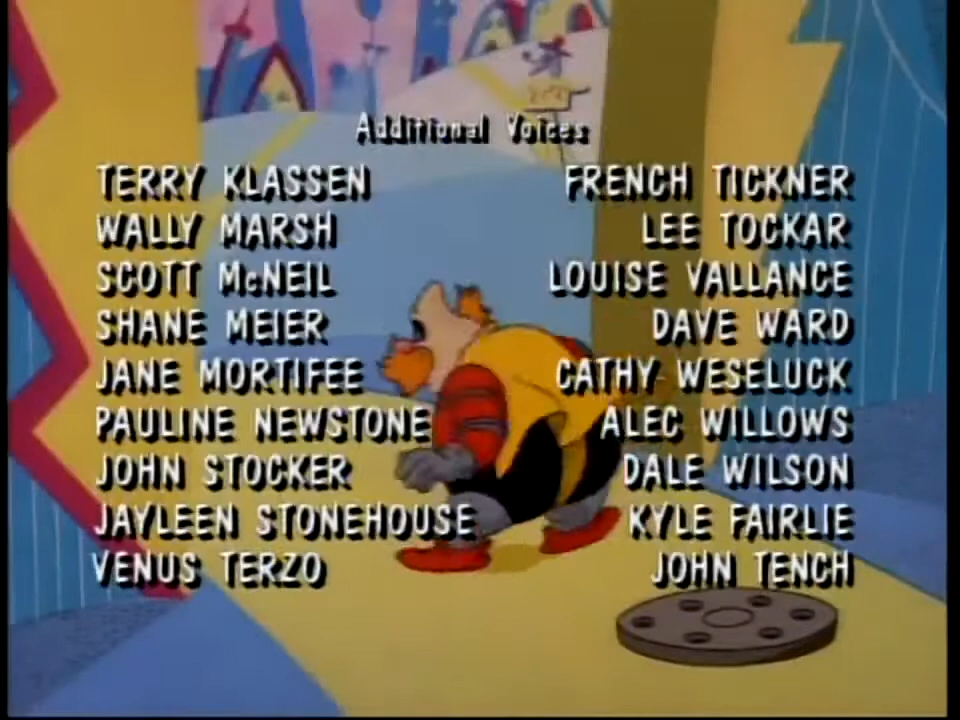 Additional Voices
TERRY KLASSEN FRENCH TICKNER
WALLY MARSH LEE TOCKAR
SCOTT McNEIL LOUISE VALLANCE
SHANE MEIER DAVE WARD
JANE MORTIFEE CATHY WESELUCK
PAULINE NEWSTONE ALEC WILLOWS
JOHN STOCKER DALE WILSON
JAYLEEN STONEHOUSE KYLE FAIRLIE
VENUS TERZO JOHN TENCH